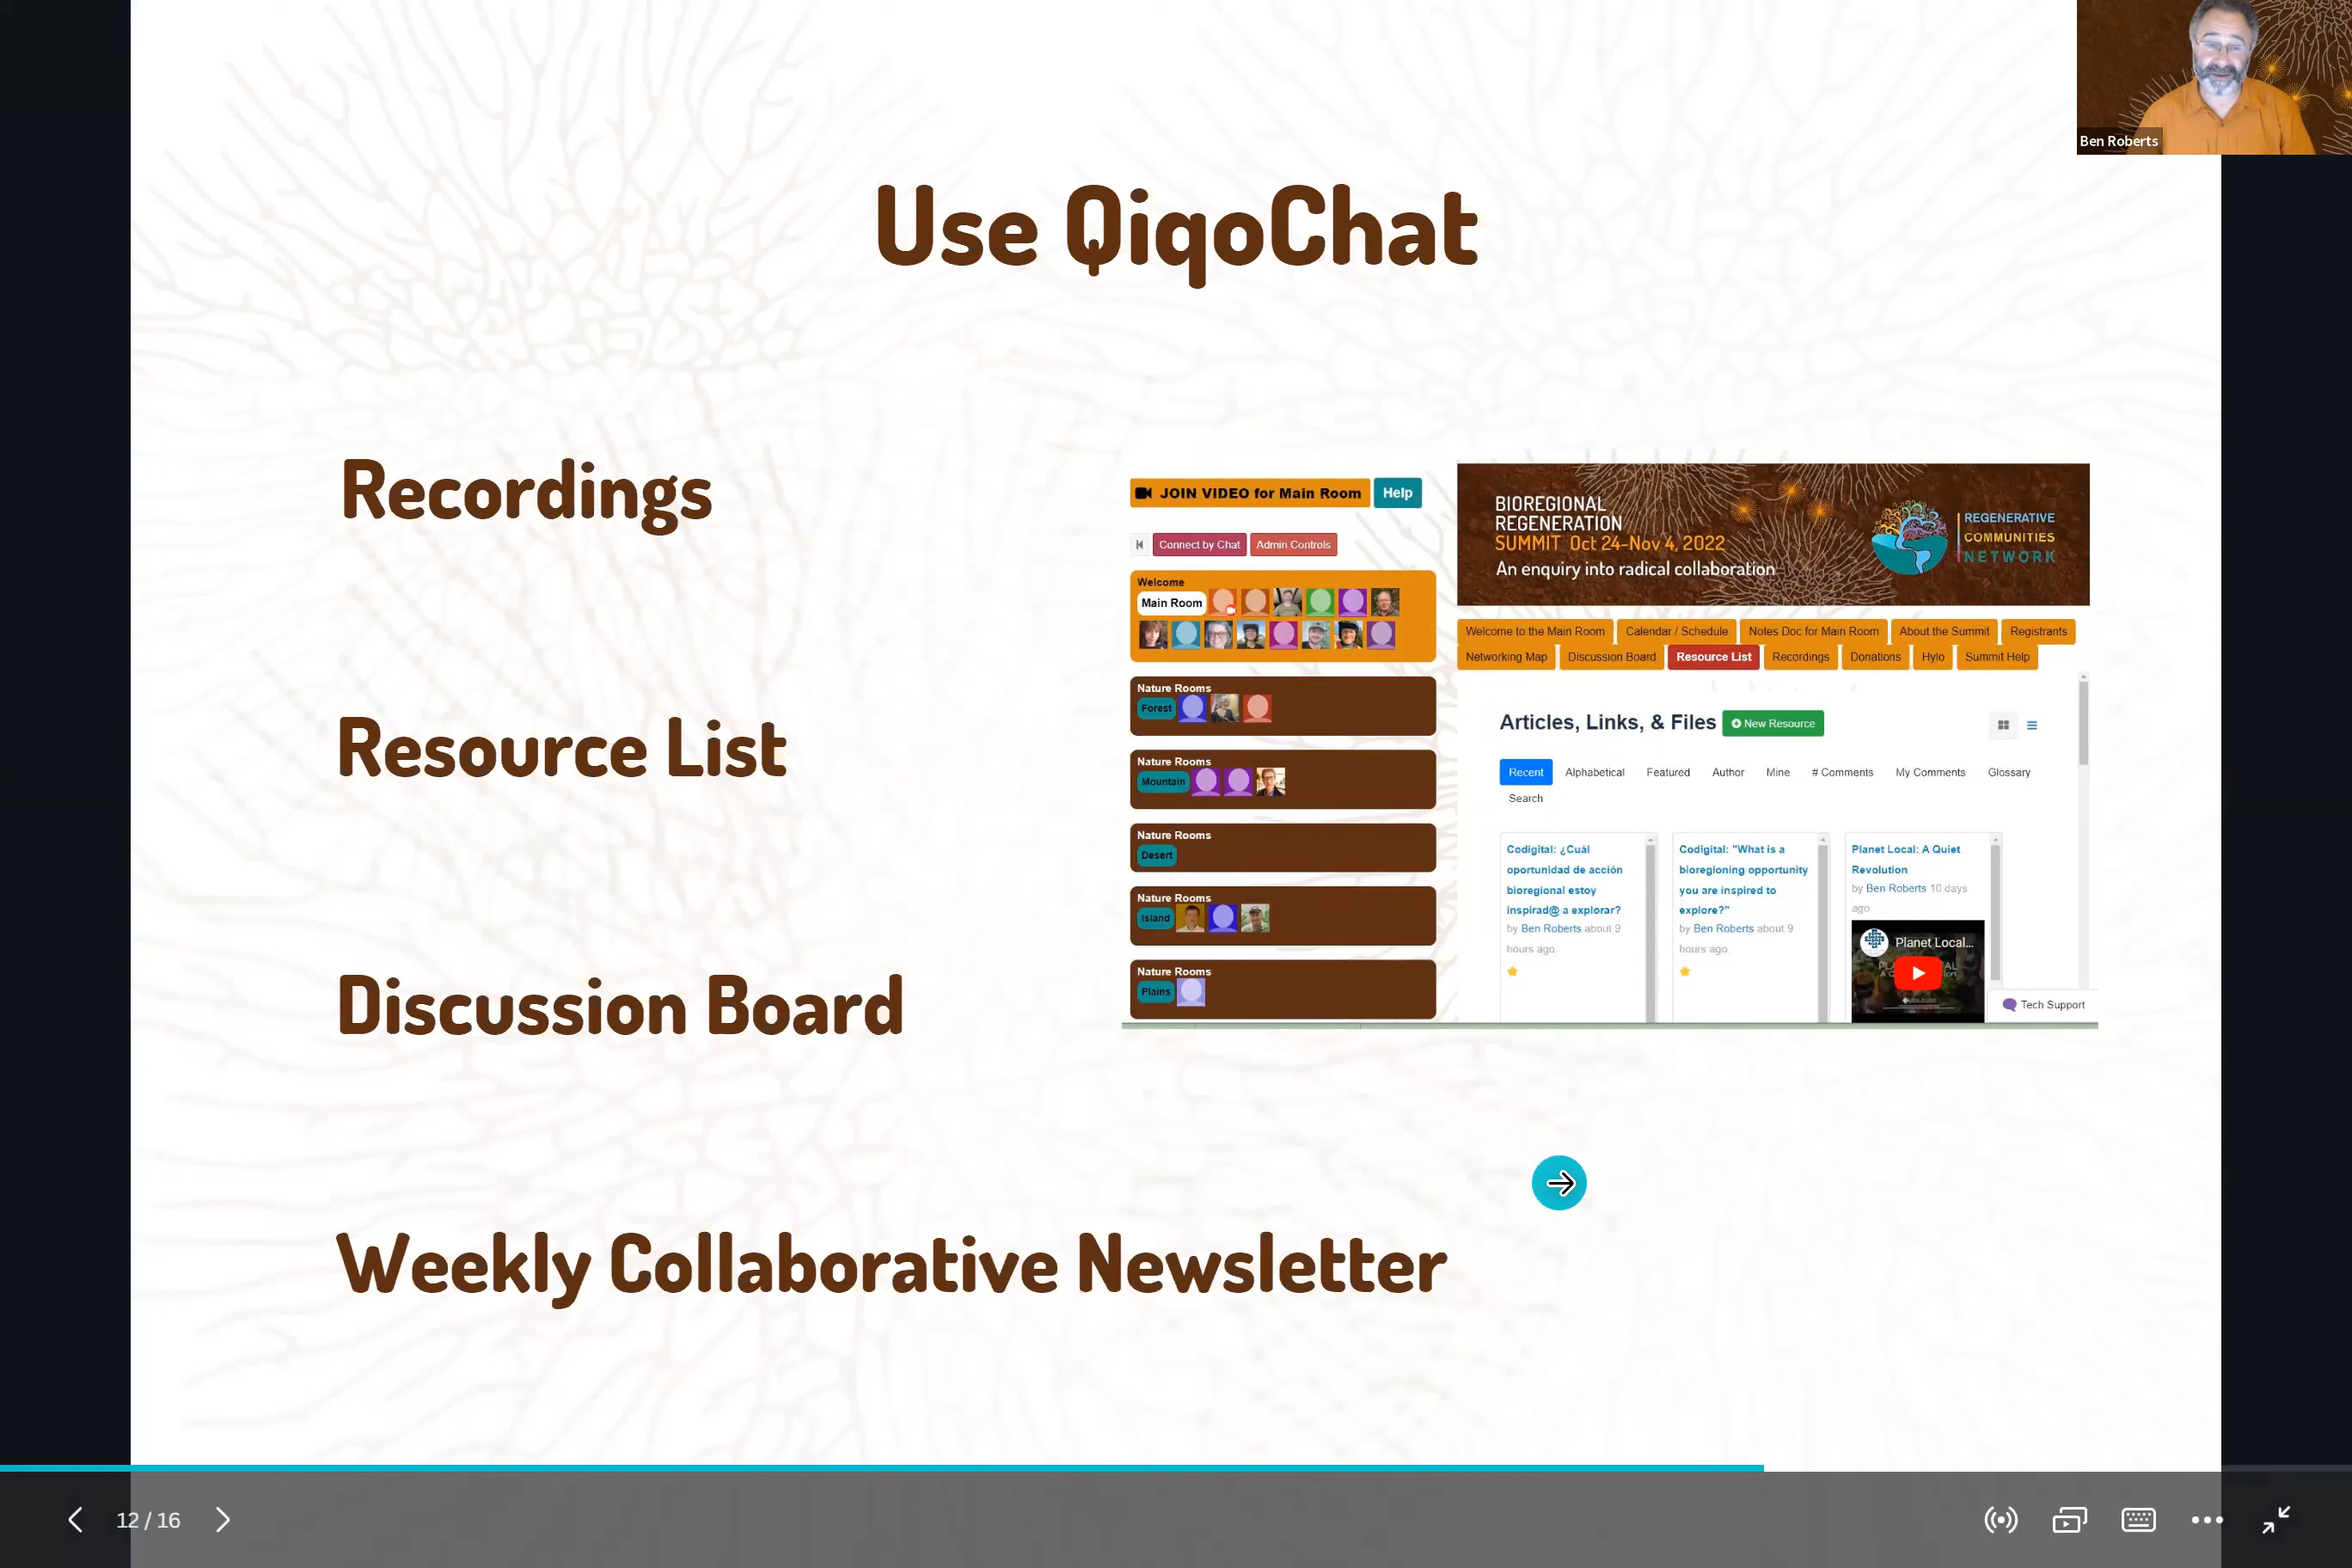 Ben Roberts
Use QiqoChat
Recordings
Resource List
Discussion Board
Weekly Collaborative Newsletter
JOIN VIDEO for Main Room
Help
Connect by Chat
Admin Controls
Welcome
Main Room
Nature Rooms
Forest
Nature Rooms
Mountain
Nature Rooms
Desert
Nature Rooms
Island
Nature Rooms
Plains
BIOREGIONAL
REGENERATION
SUMMIT Oct 24-Nov 4, 2022
An enquiry into radical collaboration
REGENERATIVE
COMMUNITIES
NETWORK
Welcome to the Main Room
Calendar / Schedule
Notes Doc for Main Room
About the Summit
Registrants
Networking Map
Discussion Board
Resource List
Recordings
Donations
Hylo
Summit Help
Articles, Links, & Files
New Resource
Recent
Alphabetical
Featured
Author
Mine
# Comments
My Comments
Glossary
Search
Codigital: ¿Cuál
oportunidad de acción
bioregional estoy
inspirad@ a explorar?
by Ben Roberts about 9
hours ago.
Codigital: "What is a
bioregioning opportunity
you are inspired to
explore?"
by Ben Roberts about 9
hours ago.
Planet Local: A Quiet
Revolution
by Ben Roberts 10 days
ago.
Planet Local...
Tech Support
12 / 16